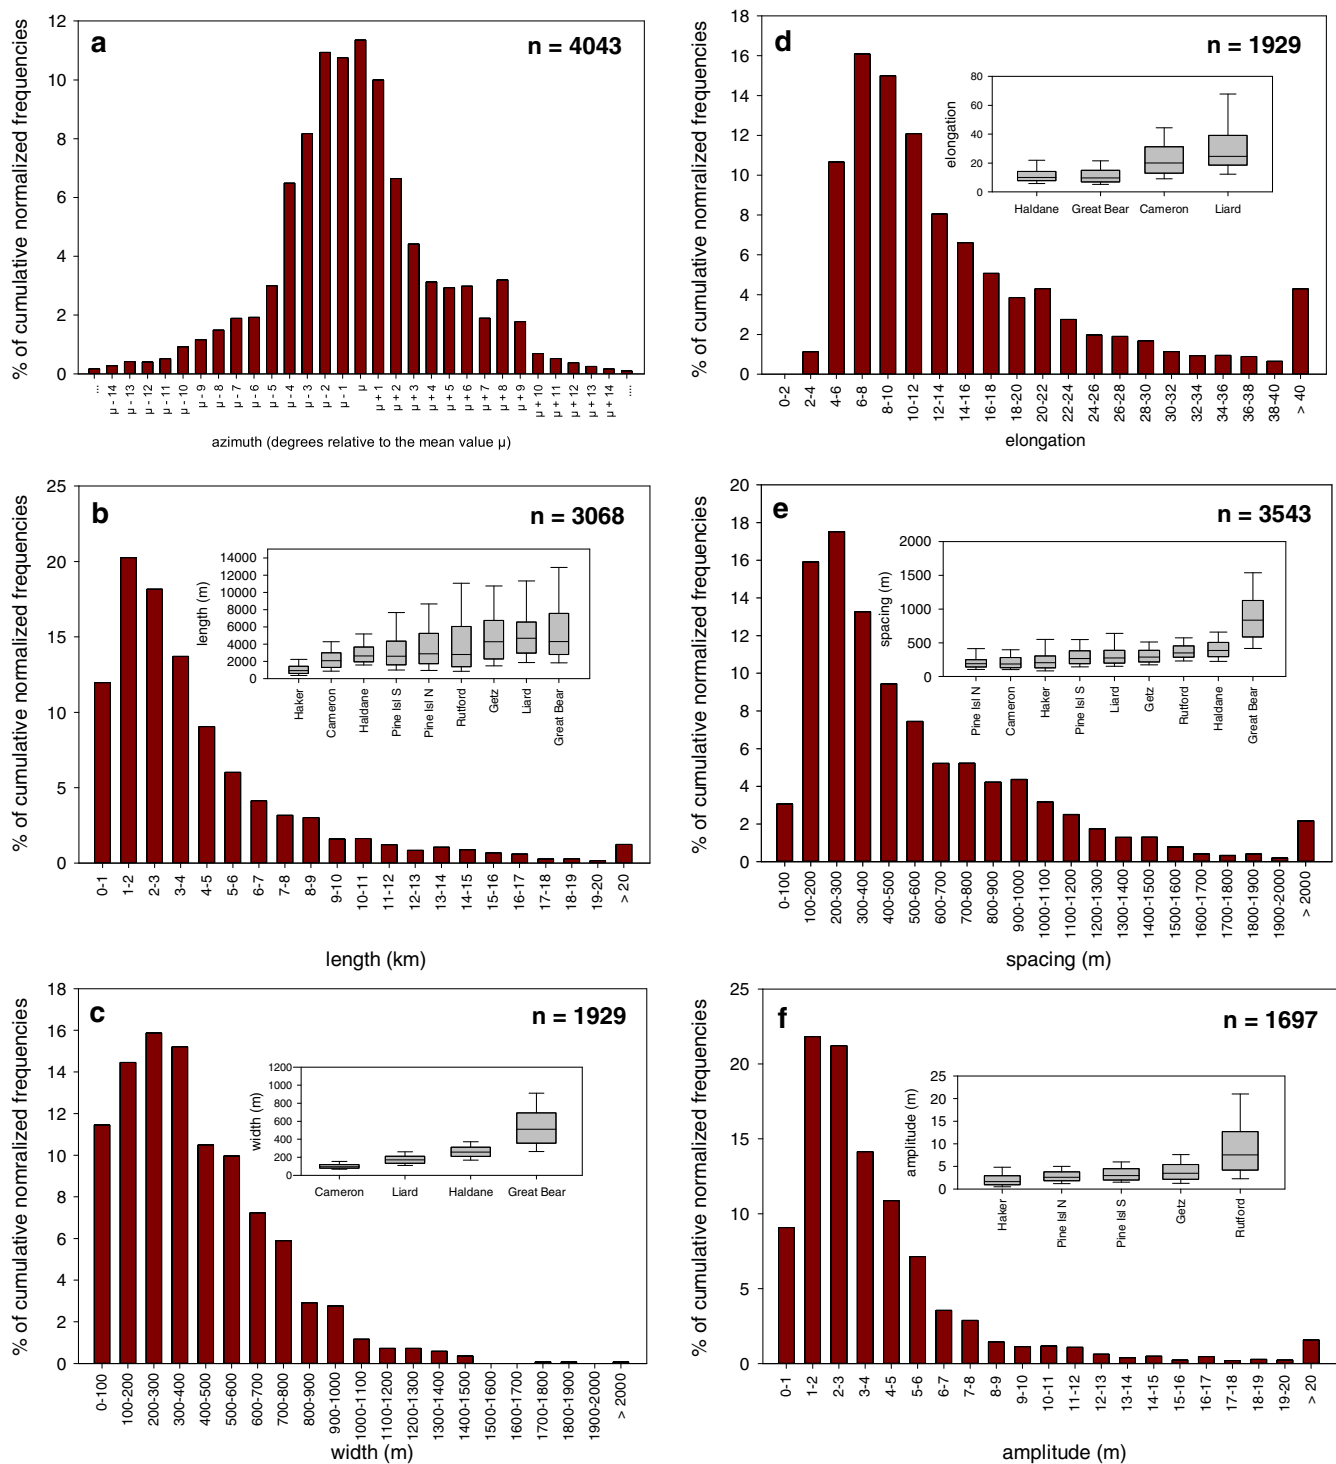 a
n = 4043
% of cumulative normalized frequencies
12
10
8
6
4
2
0
...
μ - 14
μ - 13
μ - 12
μ - 11
μ - 10
μ - 9
μ - 8
μ - 7
μ - 6
μ - 5
μ - 4
μ - 3
μ - 2
μ - 1
μ
μ + 1
μ + 2
μ + 3
μ + 4
μ + 5
μ + 6
μ + 7
μ + 8
μ + 9
μ + 10
μ + 11
μ + 12
μ + 13
μ + 14
....
azimuth (degrees relative to the mean value μ)
d
n = 1929
% of cumulative nomralized frequencies
18
16
14
12
10
8
6
4
2
0
elongation
80
60
40
20
0
Haldane Great Bear Cameron Liard
0-2
2-4
4-6
6-8
8-10
10-12
12-14
14-16
16-18
18-20
20-22
22-24
24-26
26-28
28-30
30-32
32-34
34-36
36-38
38-40
> 40
elongation
b
n = 3068
% of cumulative normalized frequencies
25
20
15
10
5
0
length (m)
14000
12000
10000
8000
6000
4000
2000
0
Haker
Cameron
Haldane
Pine Isl S
Pine Isl N
Rutford
Getz
Liard
Great Bear
0-1
1-2
2-3
3-4
4-5
5-6
6-7
7-8
8-9
9-10
10-11
11-12
12-13
13-14
14-15
15-16
16-17
17-18
18-19
19-20
> 20
length (km)
e
n = 3543
% of cumulative normalized frequencies
20
18
16
14
12
10
8
6
4
2
0
spacing (m)
2000
1500
1000
500
0
Pine Isl N
Cameron
Haker
Pine Isl S
Liard
Getz
Rutford
Haldane
Great Bear
0-100
100-200
200-300
300-400
400-500
500-600
600-700
700-800
800-900
900-1000
1000-1100
1100-1200
1200-1300
1300-1400
1400-1500
1500-1600
1600-1700
1700-1800
1800-1900
1900-2000
> 2000
spacing (m)
c
n = 1929
% of cumulative nomralized frequencies
18
16
14
12
10
8
6
4
2
0
width (m)
1200
1000
800
600
400
200
0
Cameron Liard Haldane Great Bear
0-100
100-200
200-300
300-400
400-500
500-600
600-700
700-800
800-900
900-1000
1000-1100
1100-1200
1200-1300
1300-1400
1400-1500
1500-1600
1600-1700
1700-1800
1800-1900
1900-2000
> 2000
width (m)
f
n = 1697
% of cumulative nomralized frequencies
25
20
15
10
5
0
amplitude (m)
25
20
15
10
5
0
Haker
Pine Isl N
Pine Isl S
Getz
Rutford
0-1
1-2
2-3
3-4
4-5
5-6
6-7
7-8
8-9
9-10
10-11
11-12
12-13
13-14
14-15
15-16
16-17
17-18
18-19
19-20
> 20
amplitude (m)